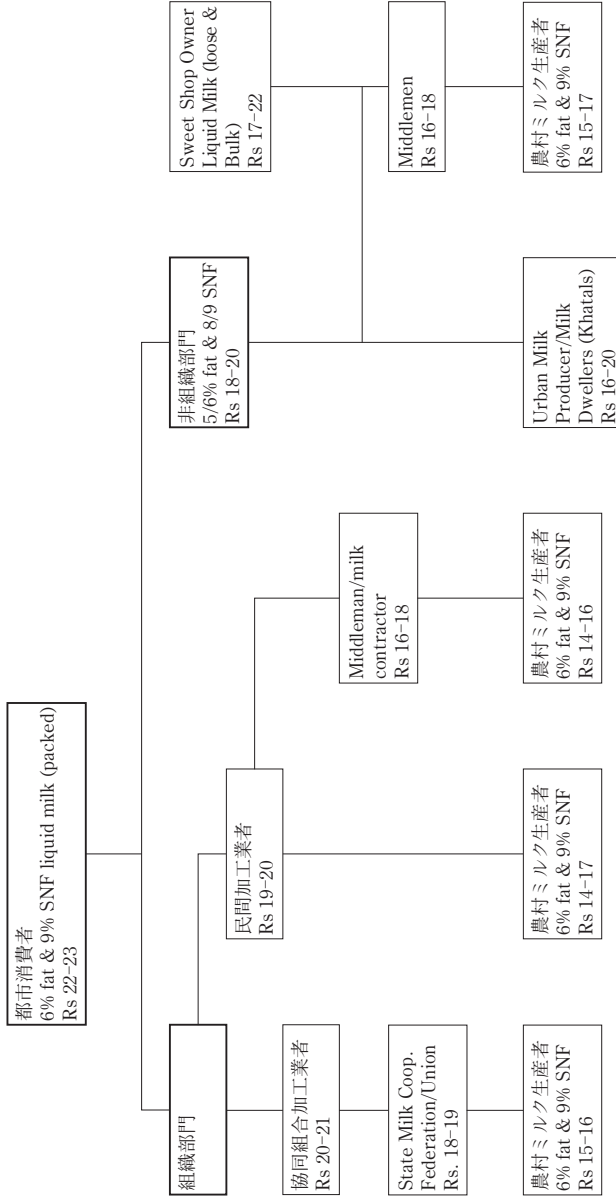 都市消費者
6% fat & 9% SNF liquid milk (packed)
Rs 22-23
組織部門
非組織部門
5/6% fat & 8/9 SNF
Rs 18-20
Sweet Shop Owner
Liquid Milk (loose &
Bulk)
Rs 17-22
協同組合加工業者
Rs 20-21
民間加工業者
Rs 19-20
State Milk Coop.
Federation/Union
Rs. 18-19
Middleman/milk
contractor
Rs 16-18
Middlemen
Rs 16-18
農村ミルク生産者
6% fat & 9% SNF
Rs 15-16
農村ミルク生産者
6% fat & 9% SNF
Rs 14-17
農村ミルク生産者
6% fat & 9% SNF
Rs 14-16
Urban Milk
Producer/Milk
Dwellers (Khatals)
Rs 16-20
農村ミルク生産者
6% fat & 9% SNF
Rs 15-17